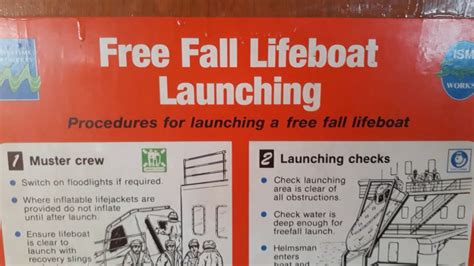 Free Fall Lifeboat
Launching
Procedures for launching a free fall lifeboat
1 Muster crew
Switch on floodlights if required.
Where inflatable lifejackets are
provided do not inflate
until after launch.
Ensure lifeboat
is clear to
launch with
recovery slings
2 Launching checks
Check launching
area is clear of
all obstructions.
Check water is
deep enough for
freefall launch.
Helmsman
enters
boat and
ISM
WORKS